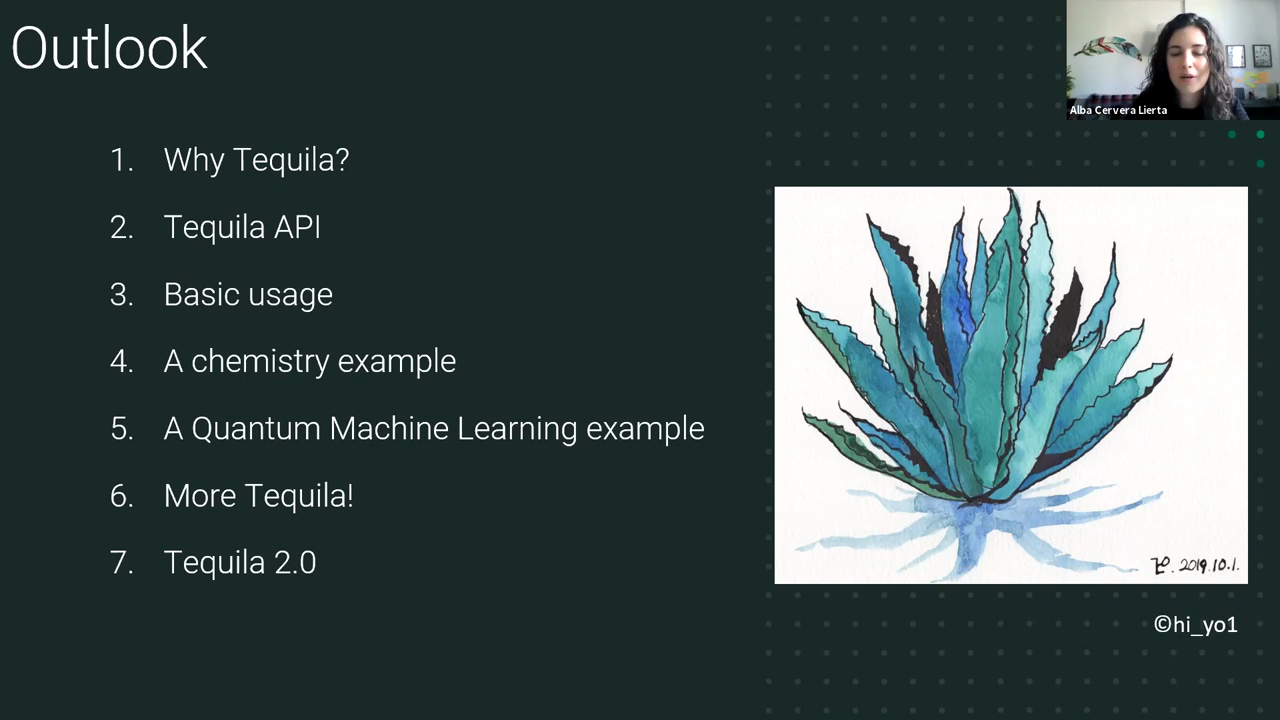 Outlook
Alba Cervera Lierta
1. Why Tequila?
2. Tequila API
3. Basic usage
4. A chemistry example
5. A Quantum Machine Learning example
6. More Tequila!
7. Tequila 2.0
2019.10.1.
©hi_yo1